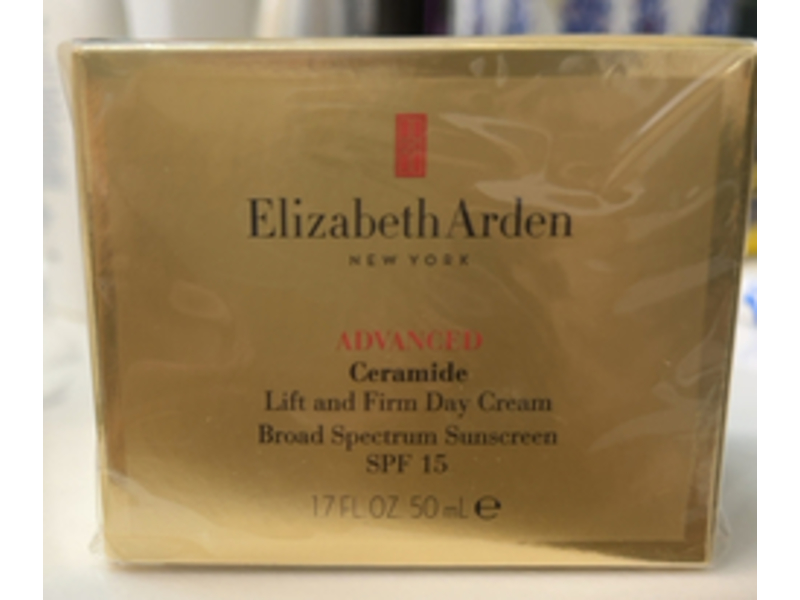 Elizabeth Arden
NEW YORK
ADVANCED
Ceramide
Lift and Firm Day Cream
Broad Spectrum Sunscreen
SPF 15
1.7 FL.OZ. 50 mL e